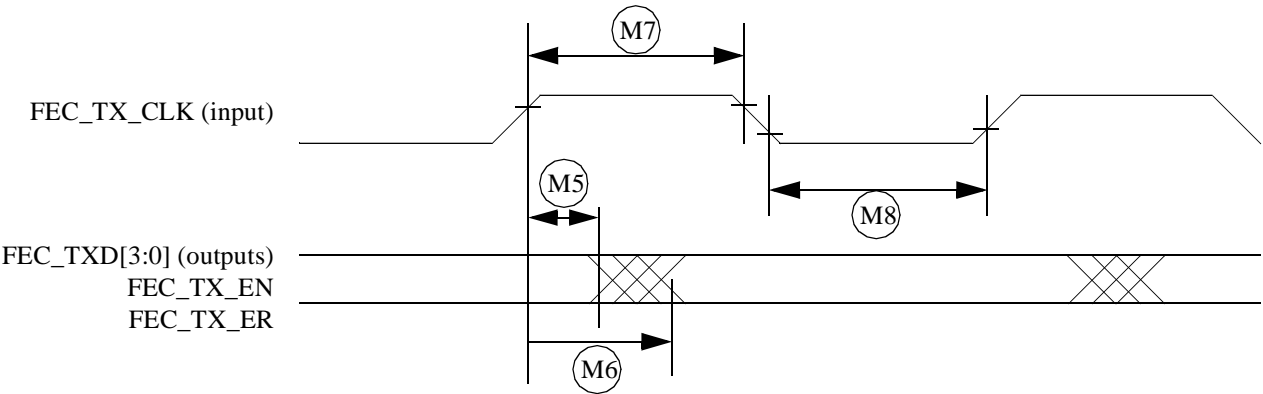 M7
FEC_TX_CLK (input)
M5
M8
FEC_TXD[3:0] (outputs)
FEC_TX_EN
FEC_TX_ER
M6